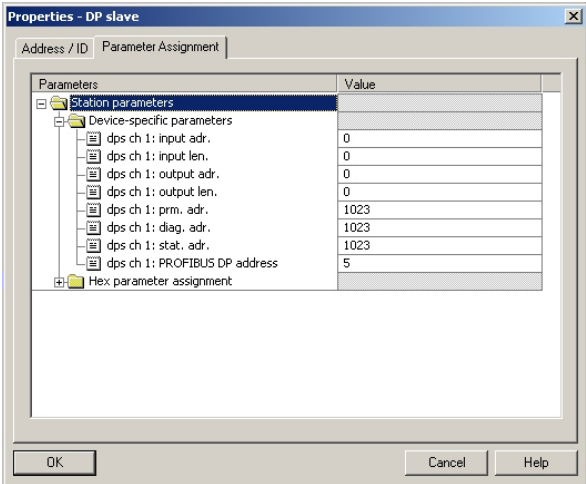 Properties - DP slave
Address / ID Parameter Assignment
Parameters Value
Station parameters
Device-specific parameters
dps ch 1: input adr. 0
dps ch 1: input len. 0
dps ch 1: output adr. 0
dps ch 1: output len. 0
dps ch 1: prm. adr. 1023
dps ch 1: diag. adr. 1023
dps ch 1: stat. adr. 1023
dps ch 1: PROFIBUS DP address 5
Hex parameter assignment
OK Cancel Help